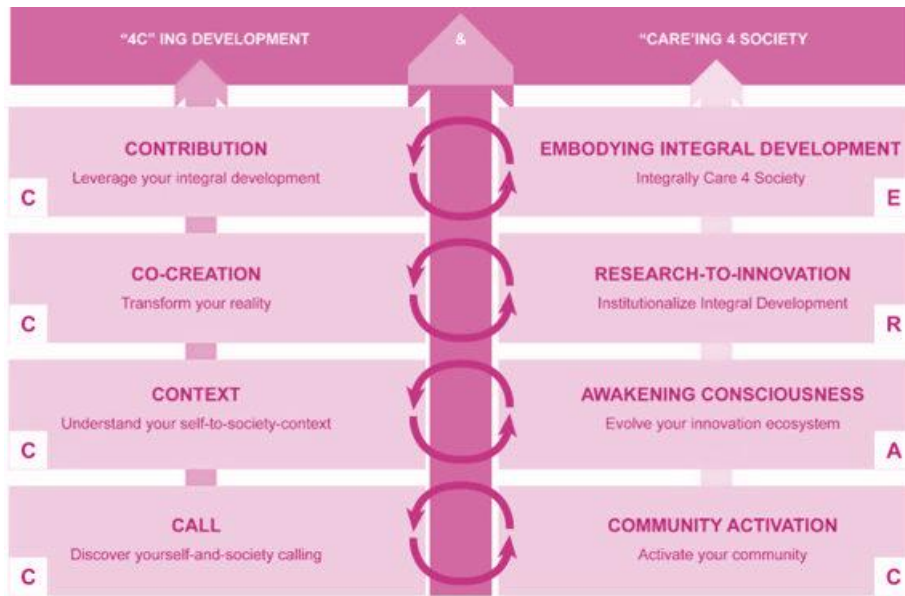 "4C" ING DEVELOPMENT
&
"CARE'ING 4 SOCIETY
CONTRIBUTION
Leverage your integral development
C
EMBODYING INTEGRAL DEVELOPMENT
Integrally Care 4 Society
E
CO-CREATION
Transform your reality
C
RESEARCH-TO-INNOVATION
Institutionalize Integral Development
R
CONTEXT
Understand your self-to-society-context
C
AWAKENING CONSCIOUSNESS
Evolve your innovation ecosystem
A
CALL
Discover yourself-and-society calling
C
COMMUNITY ACTIVATION
Activate your community
C